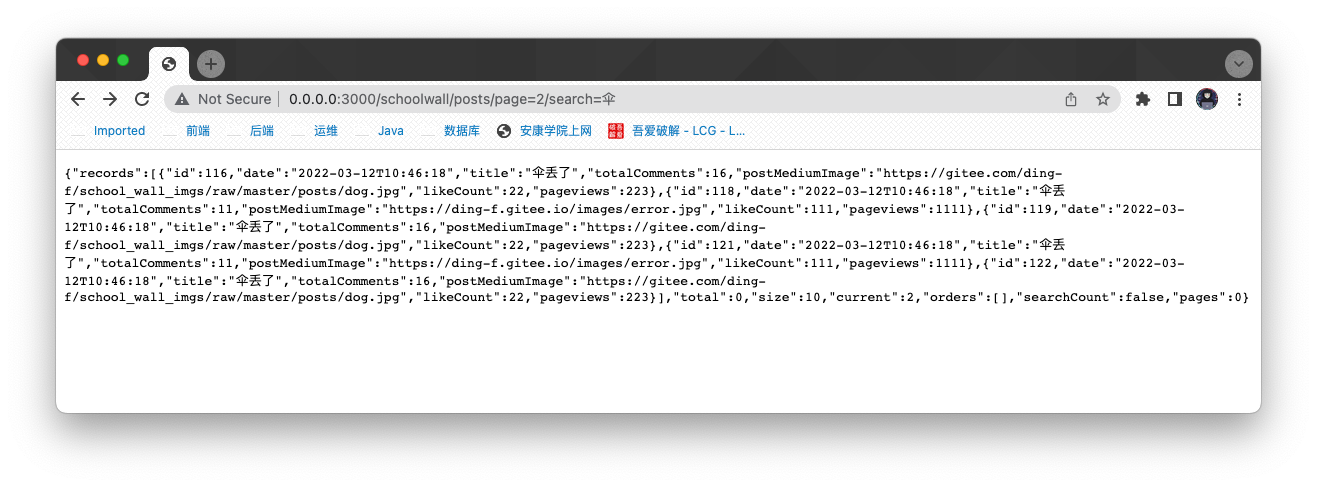 Not Secure | 0.0.0.0:3000/schoolwall/posts/page=2/search=伞
Imported 前端 后端 运维 Java 数据库 安康学院上网 吾爱破解 吾爱破解 - LCG - L...
{"records":[{"id":116,"date":"2022-03-12T10:46:18","title":"伞丢了","totalComments":16,"postMediumImage":"https://gitee.com/ding-
f/school_wall_imgs/raw/master/posts/dog.jpg","likeCount":22,"pageviews":223},{"id":118,"date":"2022-03-12T10:46:18","title":"伞丢
了","totalComments":11,"postMediumImage":"https://ding-f.gitee.io/images/error.jpg","likeCount":111,"pageviews":1111},{"id":119,"date":"2022-03-
12T10:46:18","title":"伞丢了","totalComments":16,"postMediumImage":"https://gitee.com/ding-
f/school_wall_imgs/raw/master/posts/dog.jpg","likeCount":22,"pageviews":223},{"id":121,"date":"2022-03-12T10:46:18","title":"伞丢
了","totalComments":11,"postMediumImage":"https://ding-f.gitee.io/images/error.jpg","likeCount":111,"pageviews":1111},{"id":122,"date":"2022-03-
12T10:46:18","title":"伞丢了","totalComments":16,"postMediumImage":"https://gitee.com/ding-
f/school_wall_imgs/raw/master/posts/dog.jpg","likeCount":22,"pageviews":223}],"total":0,"size":10,"current":2,"orders":[],"searchCount":false,"pages":0}